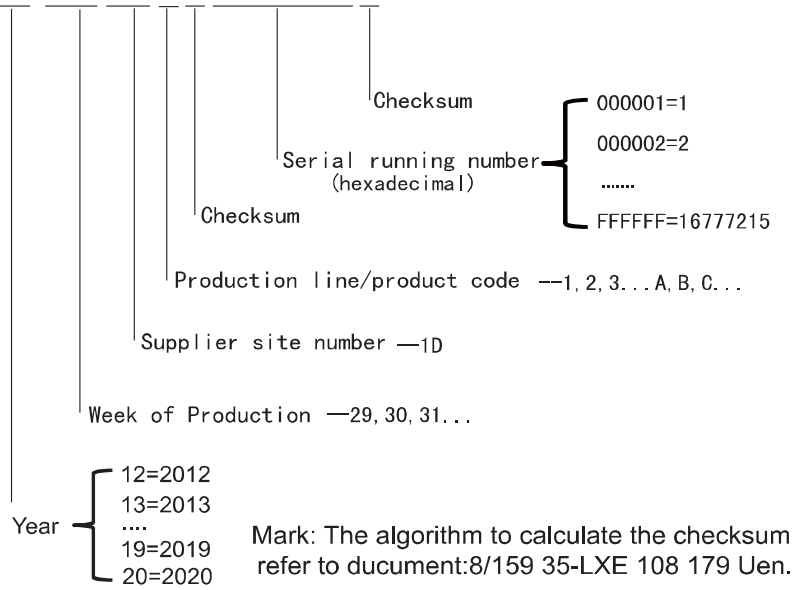 Checksum
000001=1
000002=2
Serial running number
(hexadecimal)
.......
FFFFFF=16777215
Checksum
Production line/product code --1,2,3...A,B,C...
Supplier site number —1D
Week of Production —29,30,31...
12=2012
13=2013
Year
....
19=2019
20=2020
Mark: The algorithm to calculate the checksum
refer to ducument:8/159 35-LXE 108 179 Uen.